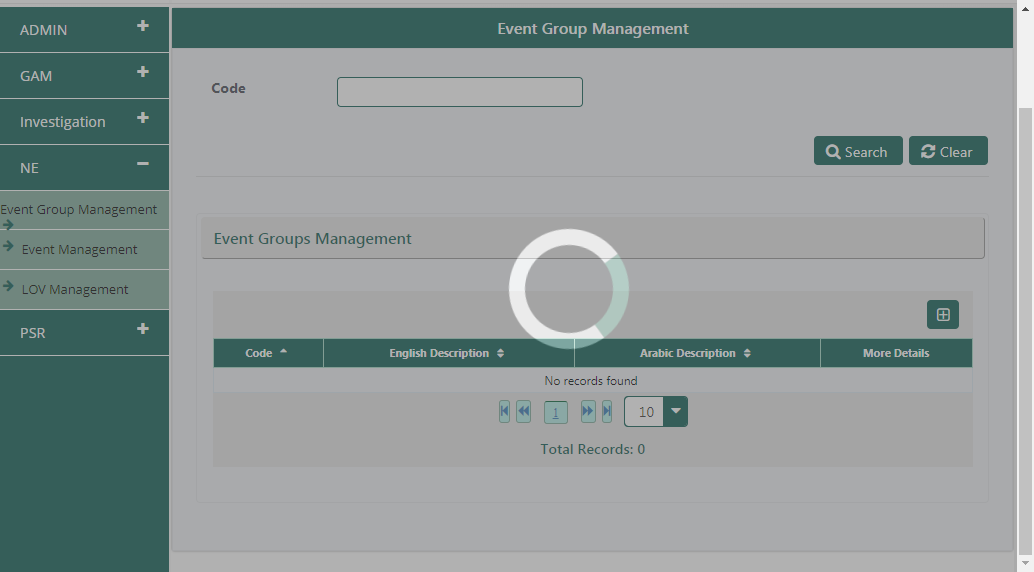 ADMIN
GAM
Investigation
NE
Event Group Management
Event Management
LOV Management
PSR
Event Group Management
Code
Search
Clear
Event Groups Management
Code English Description Arabic Description More Details
No records found
1 10
Total Records: 0